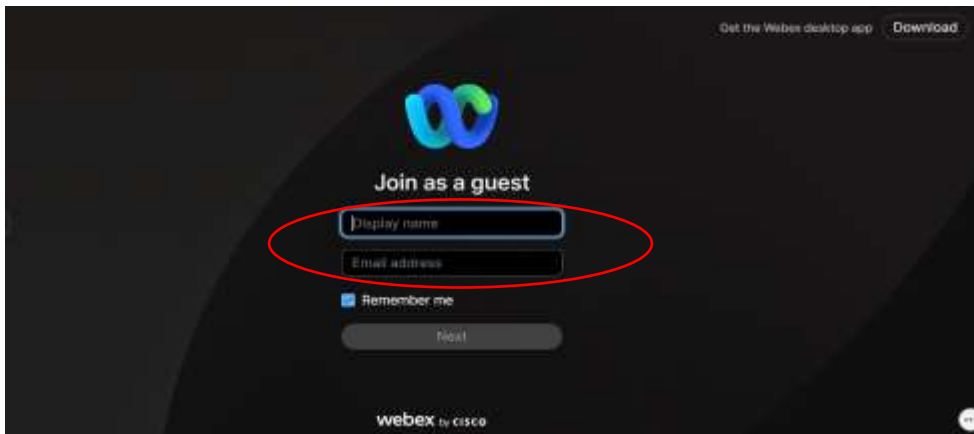 Get the Webex desktop app Download
Join as a guest
Display name
Email address
Remember me
Next
webex by CISCO